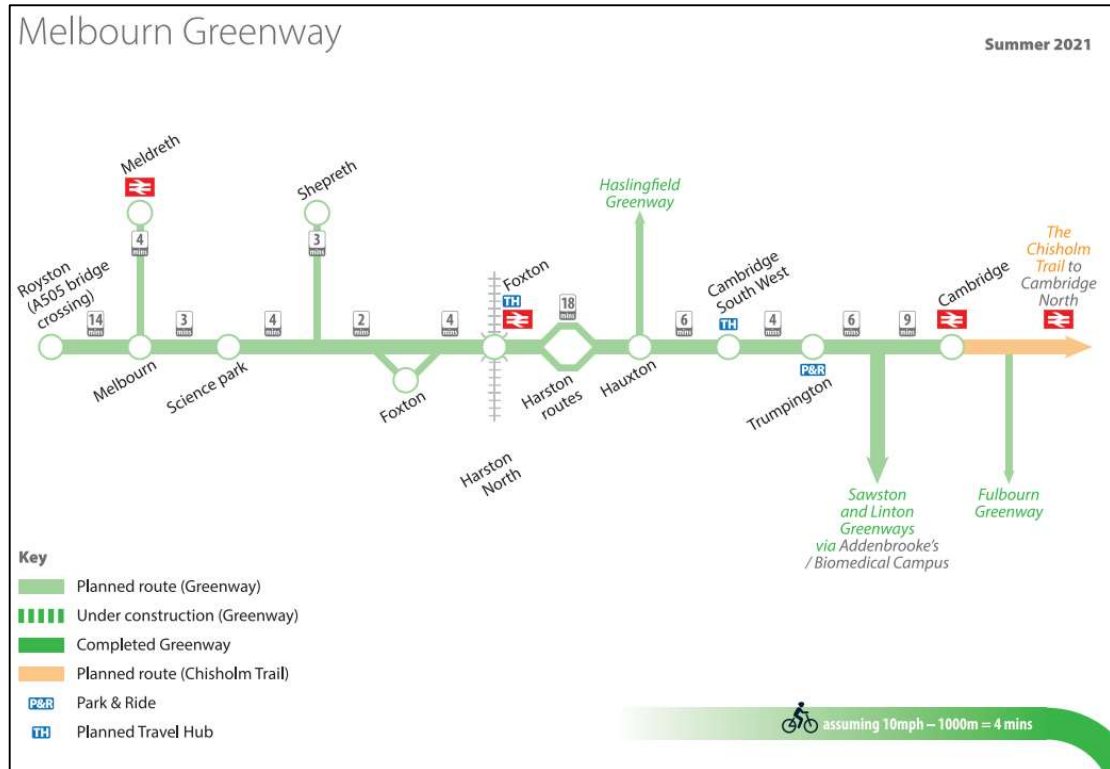 Melbourn Greenway
Summer 2021
Meldreth
Shepreth
Haslingfield
Greenway
The
Chisholm
Trail to
Cambridge
North
Royston
(A505 bridge
crossing)
4
mins
3
mins
Foxton
TH
Cambridge
South West
TH
Cambridge
14
mins
3
mins
4
mins
2
mins
4
mins
18
mins
6
mins
4
mins
6
mins
9
mins
Melbourn
Science park
Foxton
Harston
routes
Hauxton
P&R
Trumpington
Harston
North
Sawston
and Linton
Greenways
via Addenbrooke's
/ Biomedical Campus
Fulbourn
Greenway
Key
Planned route (Greenway)
Under construction (Greenway)
Completed Greenway
Planned route (Chisholm Trail)
P&R Park & Ride
TH Planned Travel Hub
assuming 10mph – 1000m = 4 mins